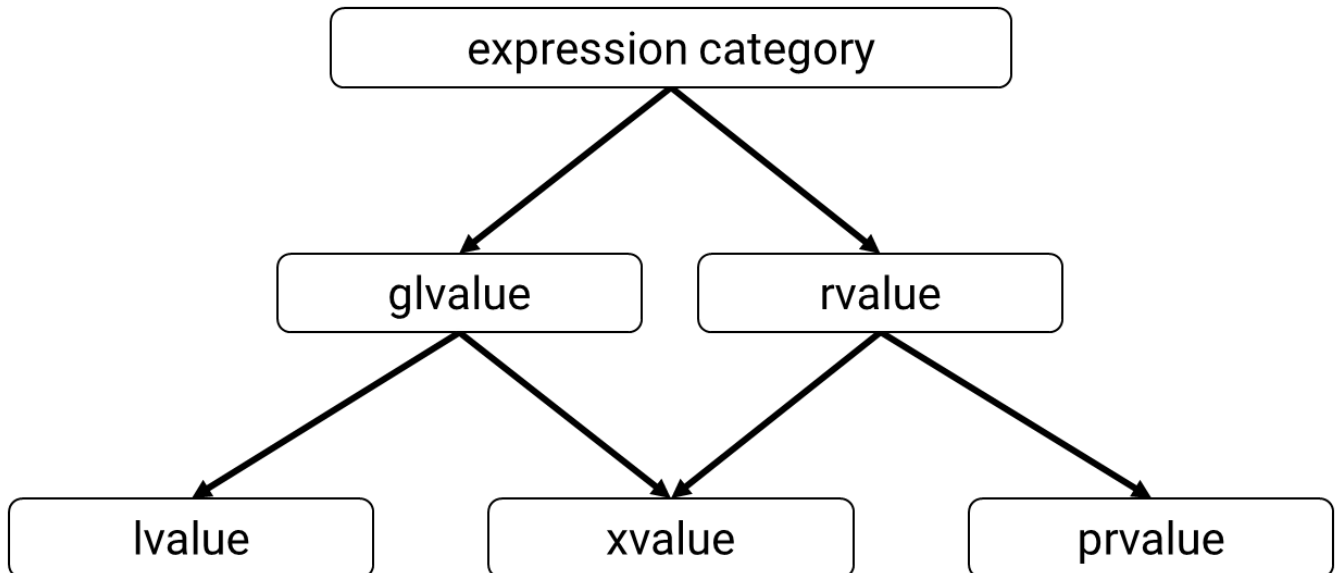 expression category
glvalue
rvalue
lvalue
xvalue
prvalue